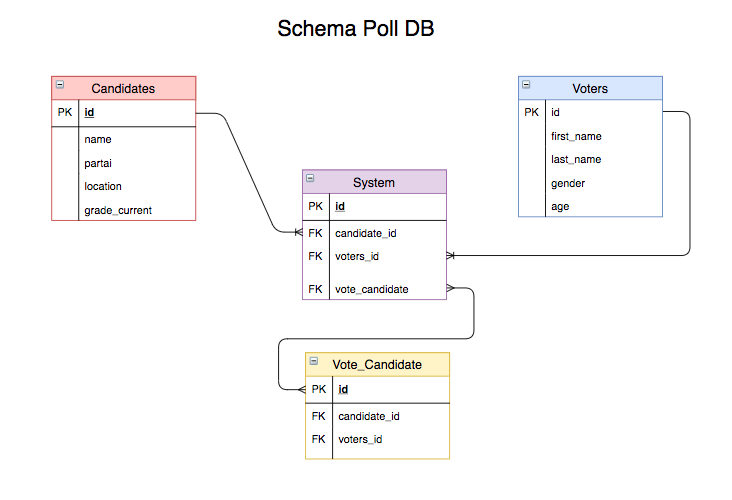 Schema Poll DB
Candidates
PK id
name
partai
location
grade_current
Voters
PK id
first_name
last_name
gender
age
System
PK id
FK candidate_id
FK voters_id
FK vote_candidate
Vote_Candidate
PK id
FK candidate_id
FK voters_id